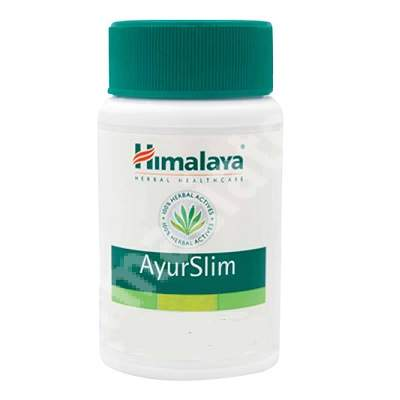 Himalaya
HERBAL HEALTHCARE
100% HERBAL ACTIVES
100% HERBAL ACTIVES
AyurSlim